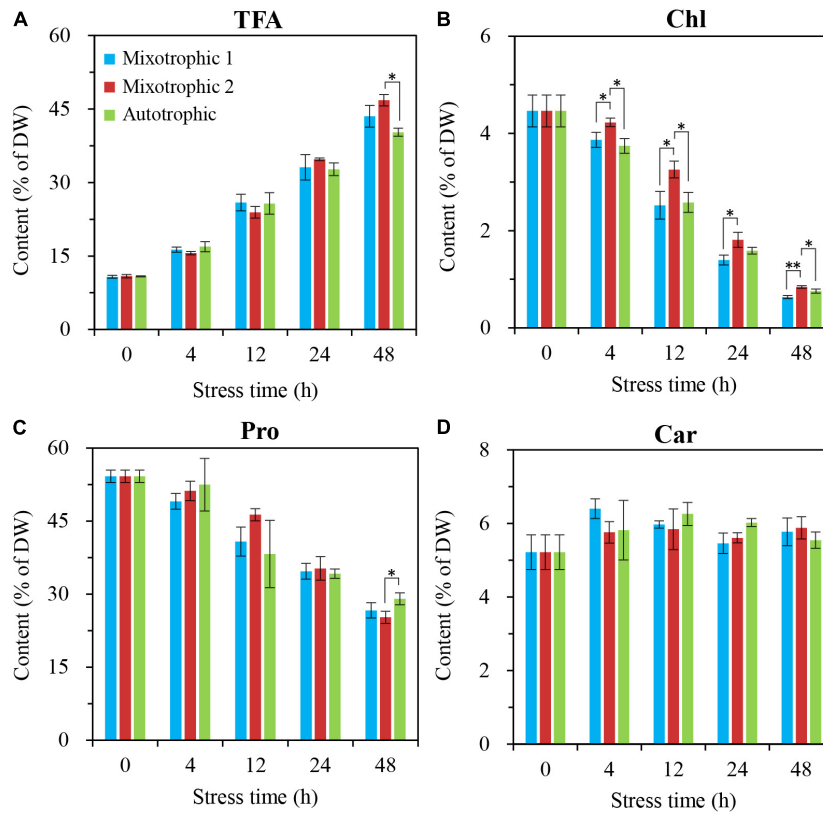 A
TFA
Content (% of DW)
60
45
30
15
0
Mixotrophic 1
Mixotrophic 2
Autotrophic
*
0 4 12 24 48
Stress time (h)
B
Chl
Content (% of DW)
6
4
2
0
* *
* *
*
** *
0 4 12 24 48
Stress time (h)
C
Pro
Content (% of DW)
60
45
30
15
0
*
0 4 12 24 48
Stress time (h)
D
Car
Content (% of DW)
8
6
4
2
0
0 4 12 24 48
Stress time (h)